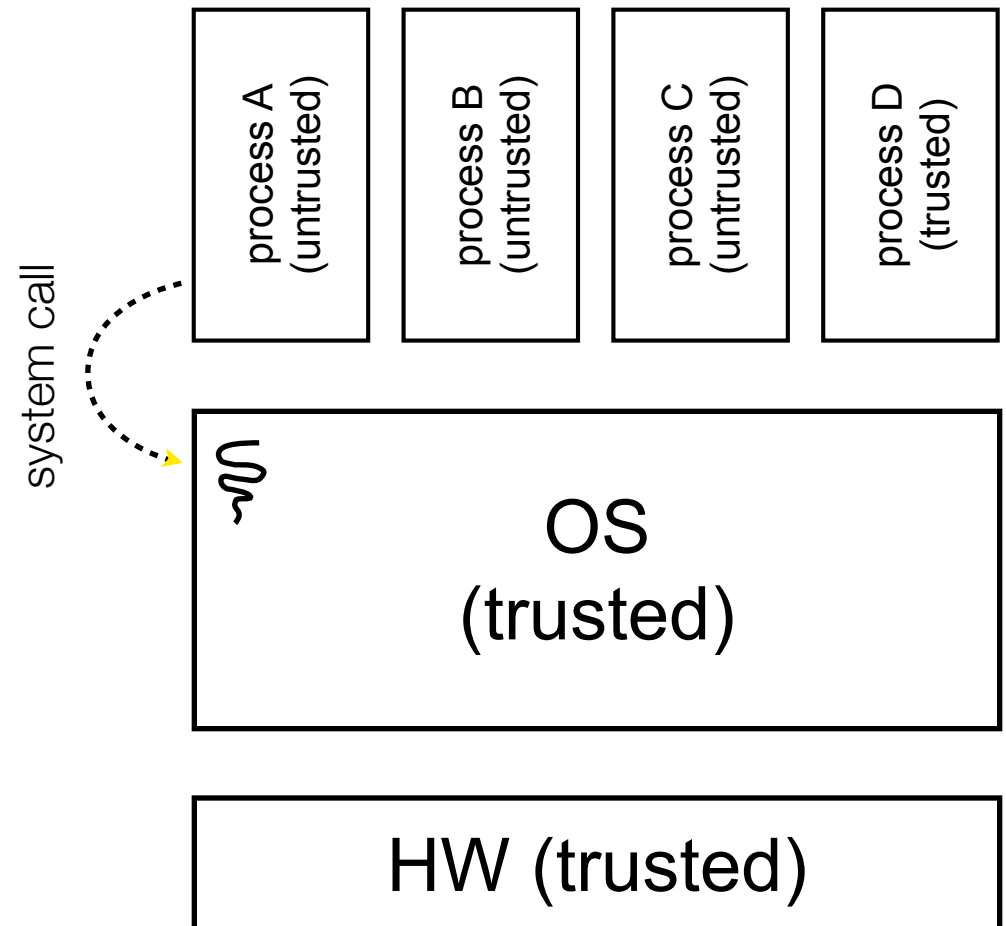 process A
(untrusted)
process B
(untrusted)
process C
(untrusted)
process D
(trusted)
system call
OS
(trusted)
HW (trusted)